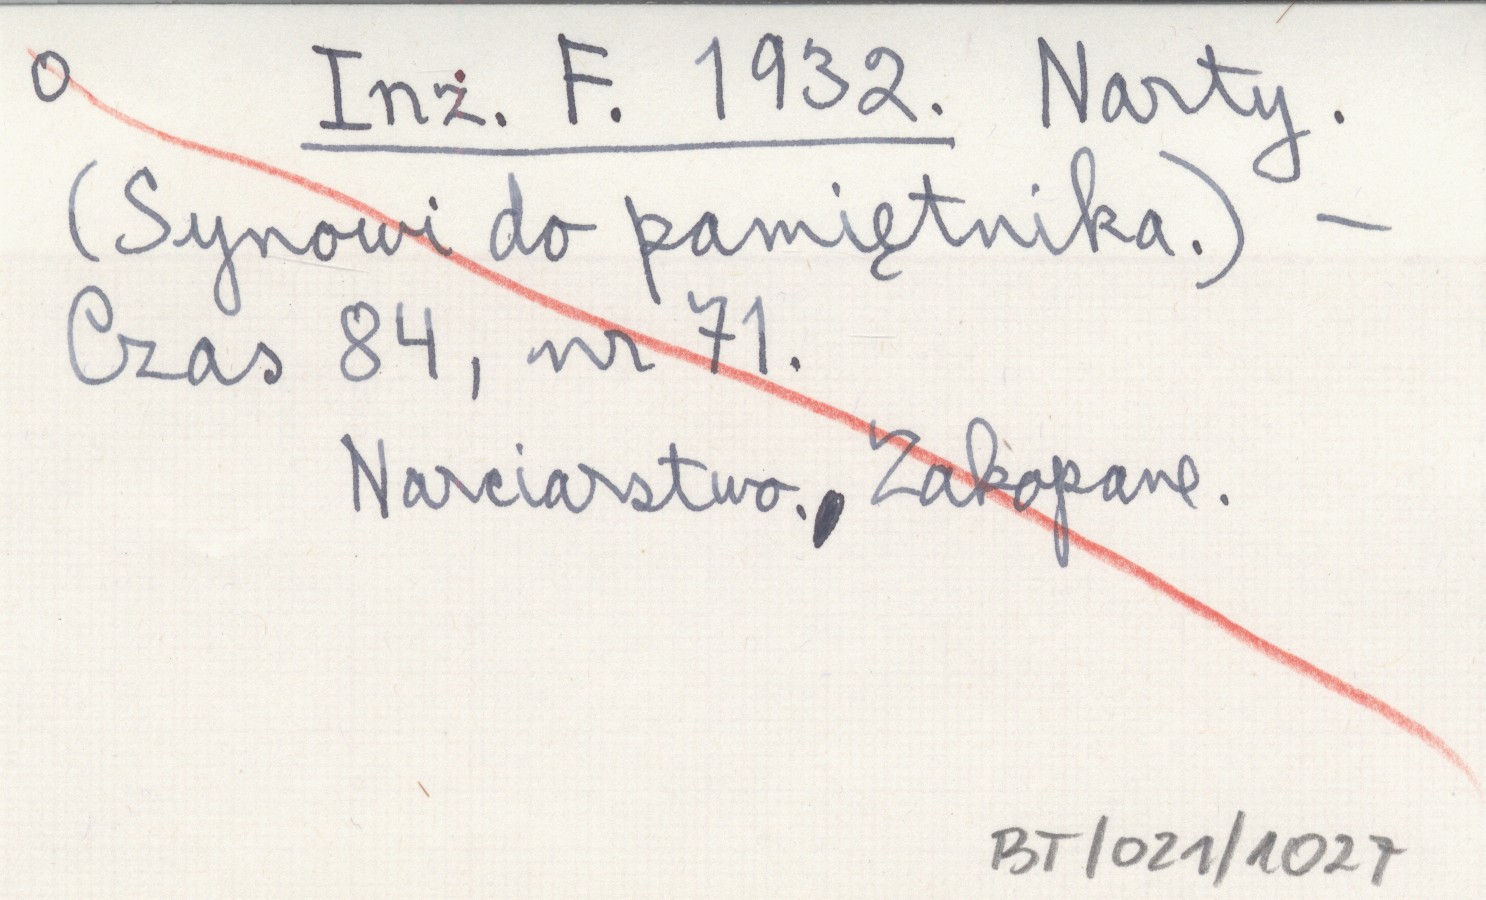 o Inż. F. 1932. Narty.
(Synowi do pamiętnika.) —
Czas 84, nr 71.
Narciarstwo., Zakopane.
BT/021/1027